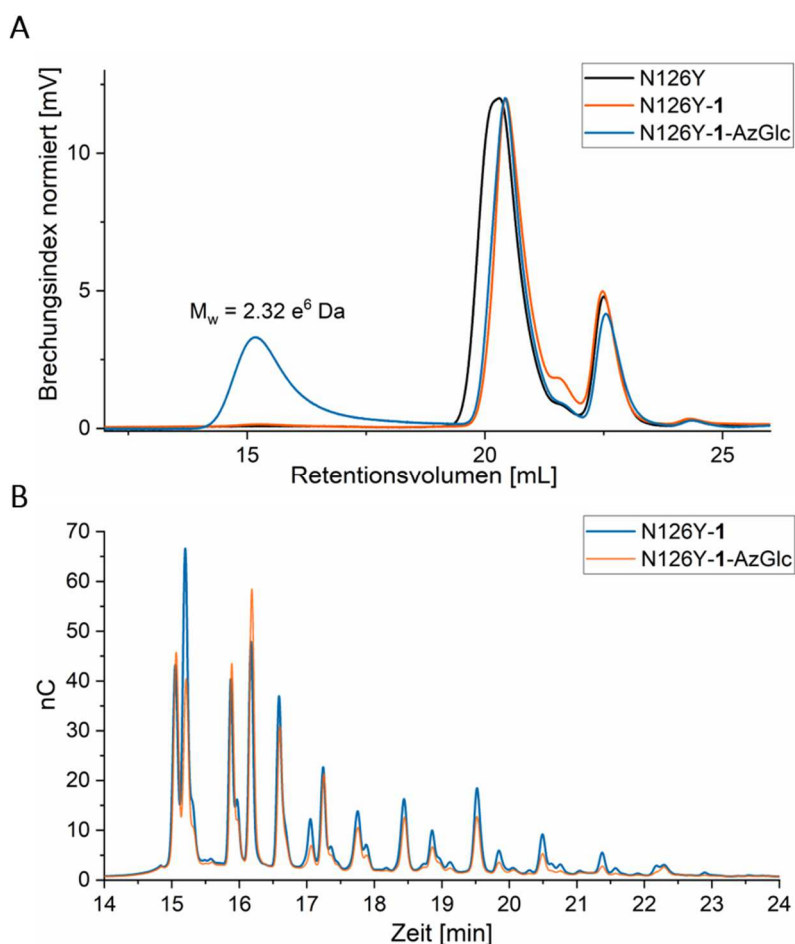 A
Brechungsindex normiert [mV]
10
5
0
M_w = 2.32 e⁶ Da
N126Y
N126Y-1
N126Y-1-AzGlc
15
20
25
Retentionsvolumen [mL]
B
nC
70
60
50
40
30
20
10
0
N126Y-1
N126Y-1-AzGlc
14
15
16
17
18
19
20
21
22
23
24
Zeit [min]